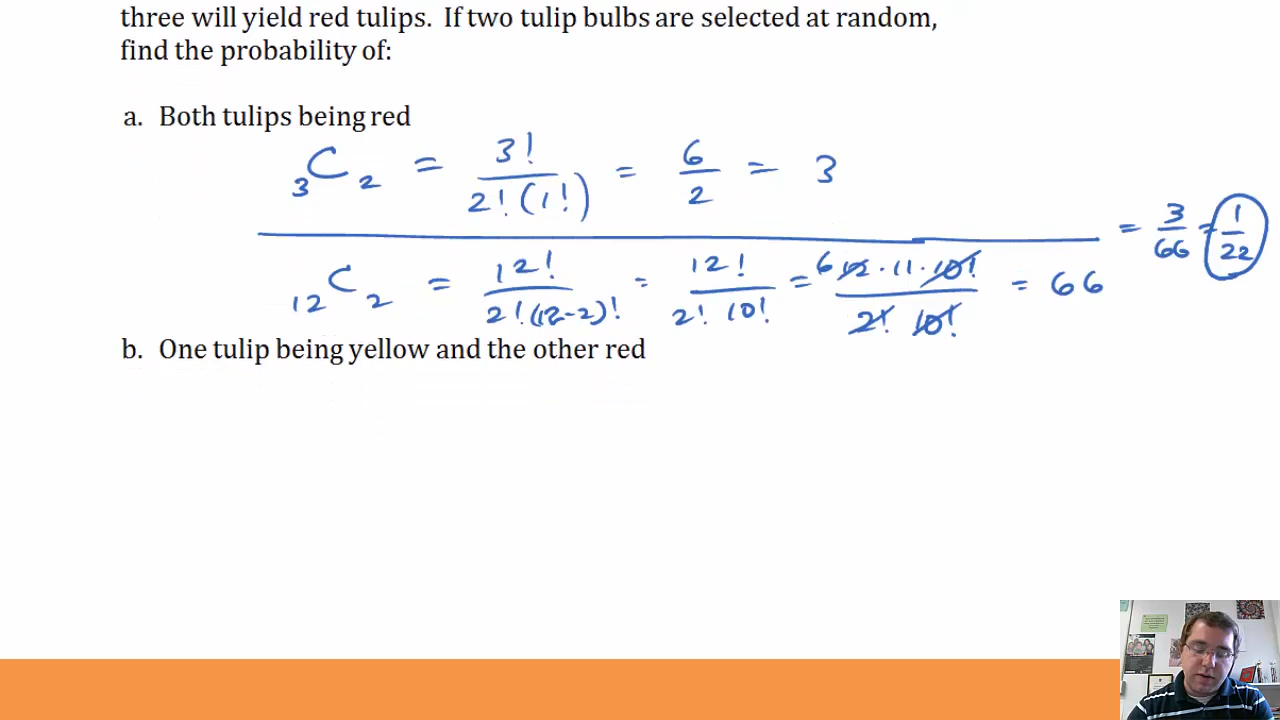 three will yield red tulips. If two tulip bulbs are selected at random,
find the probability of:
a. Both tulips being red
₃C₂ = 3!/2!(1!) = 6/2 = 3
₁₂C₂ = 12!/2!(12-2)! = 12!/2! 10! = 6 12·11·10!/2! 10! = 66
= 3/66 = 1/22
b. One tulip being yellow and the other red